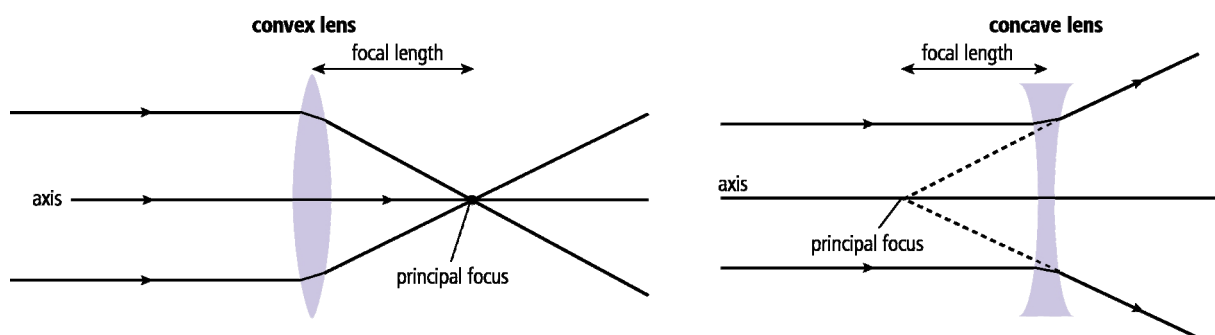 convex lens
focal length
axis
principal focus
concave lens
focal length
axis
principal focus